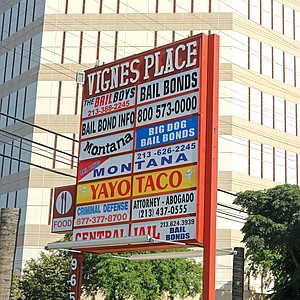 VIGNES PLACE
THE BAIL BOYS
213-388-2245
BAIL BONDS
BAIL BOND INFO
800 573-0000
Montana
BIG DOG
BAIL BONDS
213-626-2245
MONTANA
YAYO TACO
FOOD
CRIMINAL DEFENSE
877-377-8700
ATTORNEY - ABOGADO
(213) 437-0555
CENTRAL JAIL
213.624.3939
BAIL
BONDS